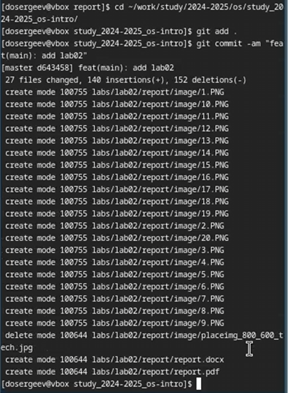 [dosergeev@vbox report]$ cd ~/work/study/2024-2025/os/study_20
24-2025_os-intro/
[dosergeev@vbox study_2024-2025_os-intro]$ git add .
[dosergeev@vbox study_2024-2025_os-intro]$ git commit -am "fea
t(main): add lab02"
[master d643458] feat(main): add lab02
 27 files changed, 140 insertions(+), 152 deletions(-)
 create mode 100755 labs/lab02/report/image/1.PNG
 create mode 100755 labs/lab02/report/image/10.PNG
 create mode 100755 labs/lab02/report/image/11.PNG
 create mode 100755 labs/lab02/report/image/12.PNG
 create mode 100755 labs/lab02/report/image/13.PNG
 create mode 100755 labs/lab02/report/image/14.PNG
 create mode 100755 labs/lab02/report/image/15.PNG
 create mode 100755 labs/lab02/report/image/16.PNG
 create mode 100755 labs/lab02/report/image/17.PNG
 create mode 100755 labs/lab02/report/image/18.PNG
 create mode 100755 labs/lab02/report/image/19.PNG
 create mode 100755 labs/lab02/report/image/2.PNG
 create mode 100755 labs/lab02/report/image/20.PNG
 create mode 100755 labs/lab02/report/image/3.PNG
 create mode 100755 labs/lab02/report/image/4.PNG
 create mode 100755 labs/lab02/report/image/5.PNG
 create mode 100755 labs/lab02/report/image/6.PNG
 create mode 100755 labs/lab02/report/image/7.PNG
 create mode 100755 labs/lab02/report/image/8.PNG
 create mode 100755 labs/lab02/report/image/9.PNG
 delete mode 100644 labs/lab02/report/image/placeimg_800_600_t
ech.jpg
 create mode 100644 labs/lab02/report/report.docx
 create mode 100644 labs/lab02/report/report.pdf
[dosergeev@vbox study_2024-2025_os-intro]$